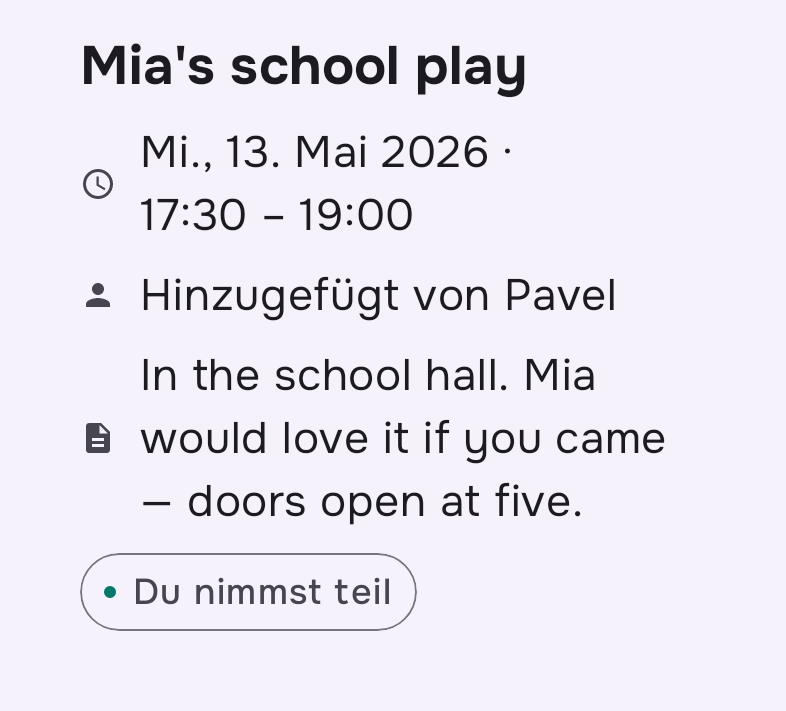 Mia's school play
Mi., 13. Mai 2026 ·
17:30 – 19:00
Hinzugefügt von Pavel
In the school hall. Mia
would love it if you came
— doors open at five.
Du nimmst teil